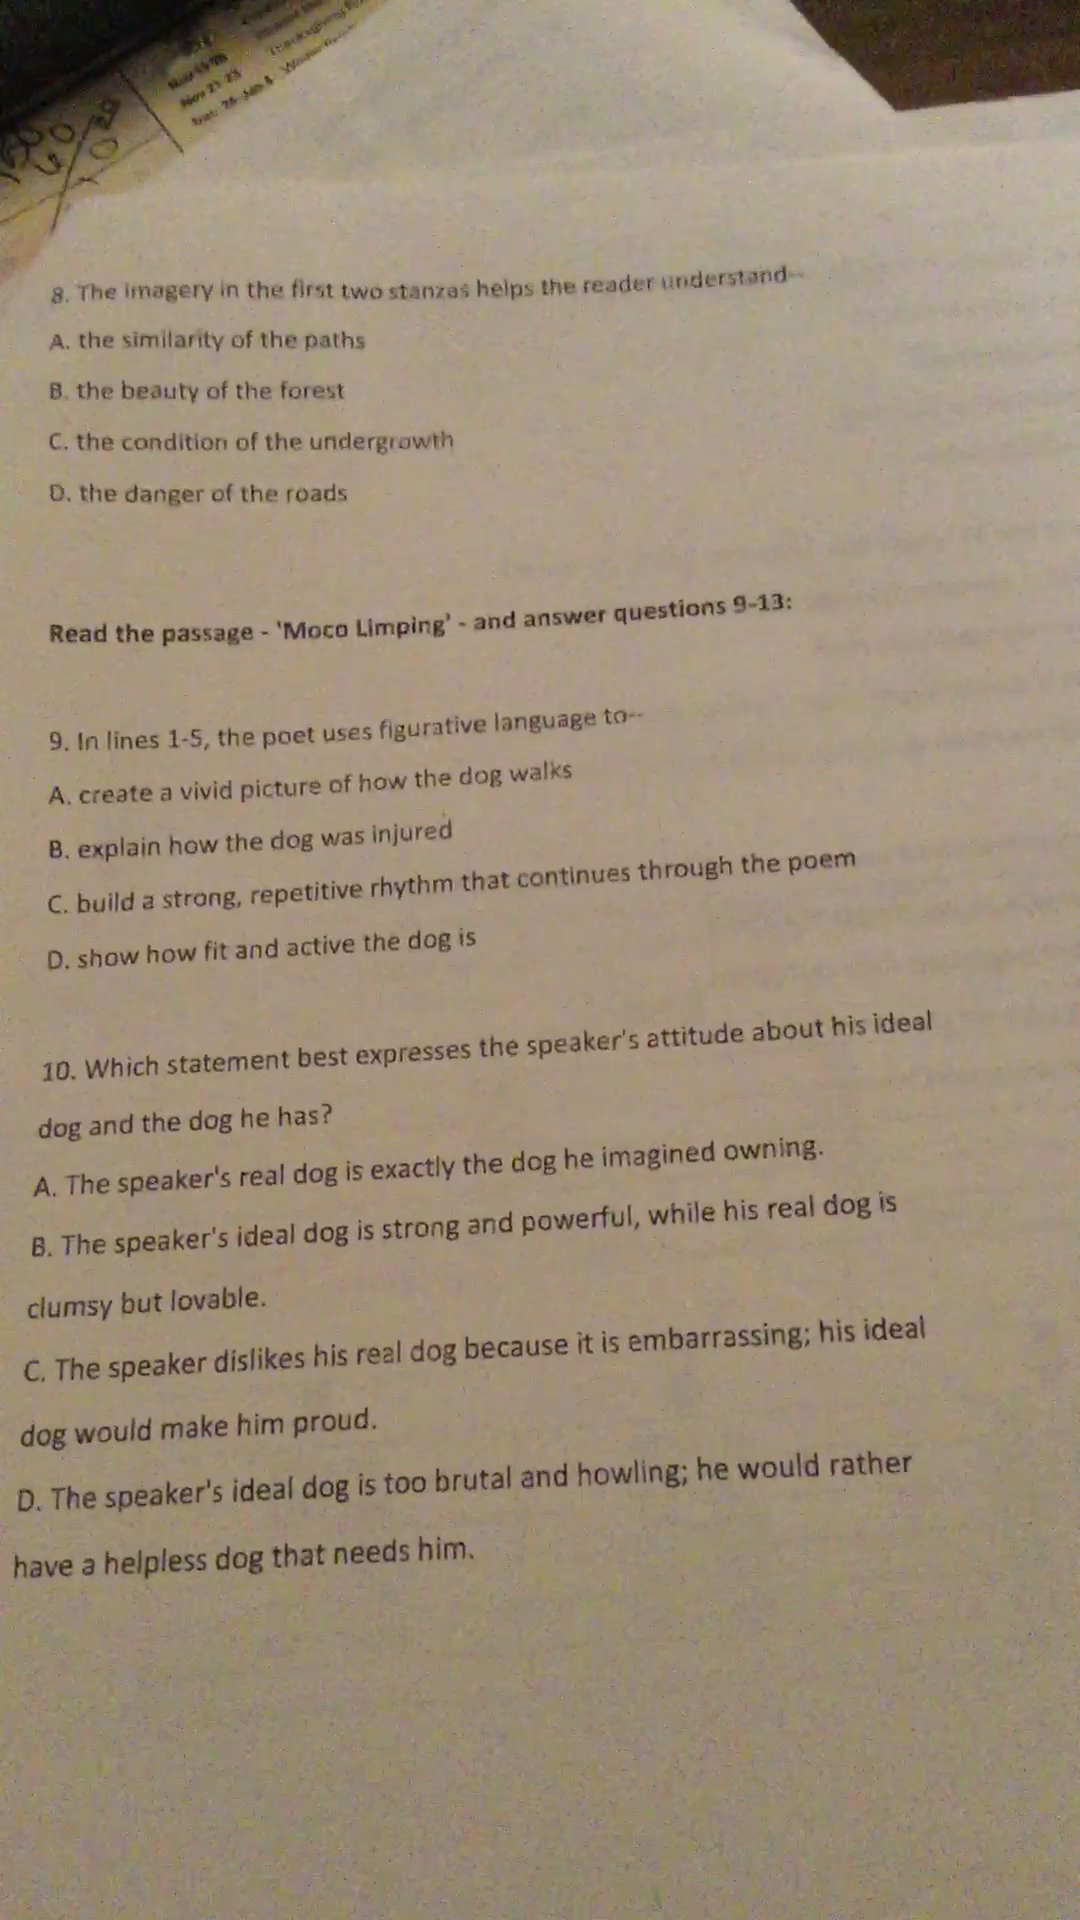 Nov 21-25
8. The imagery in the first two stanzas helps the reader understand--
A. the similarity of the paths
B. the beauty of the forest
C. the condition of the undergrowth
D. the danger of the roads
Read the passage - 'Moco Limping' - and answer questions 9-13:
9. In lines 1-5, the poet uses figurative language to--
A. create a vivid picture of how the dog walks
B. explain how the dog was injured
C. build a strong, repetitive rhythm that continues through the poem
D. show how fit and active the dog is
10. Which statement best expresses the speaker's attitude about his ideal
dog and the dog he has?
A. The speaker's real dog is exactly the dog he imagined owning.
B. The speaker's ideal dog is strong and powerful, while his real dog is
clumsy but lovable.
C. The speaker dislikes his real dog because it is embarrassing; his ideal
dog would make him proud.
D. The speaker's ideal dog is too brutal and howling; he would rather
have a helpless dog that needs him.